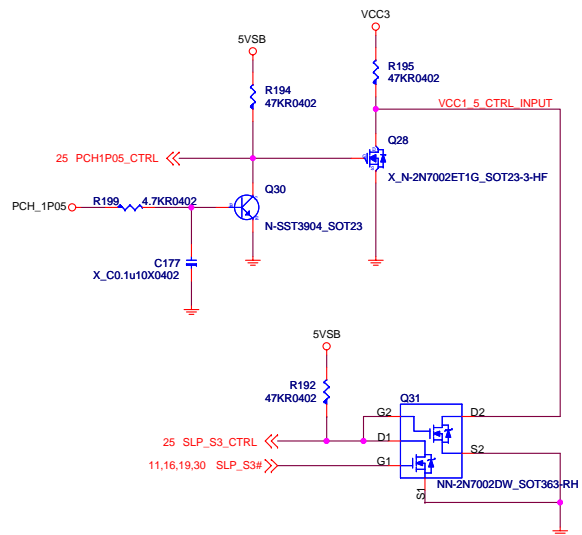 VCC3
5VSB
R195
47KR0402
R194
47KR0402
VCC1_5_CTRL_INPUT
Q28
25 PCH1P05_CTRL
X_N-2N7002ET1G_SOT23-3-HF
Q30
PCH_1P05
R199
4.7KR0402
N-SST3904_SOT23
C177
X_C0.1u10X0402
5VSB
R192
47KR0402
Q31
G2
D2
25 SLP_S3_CTRL
D1
S2
11,16,19,30 SLP_S3#
G1
NN-2N7002DW_SOT363-RH
S1